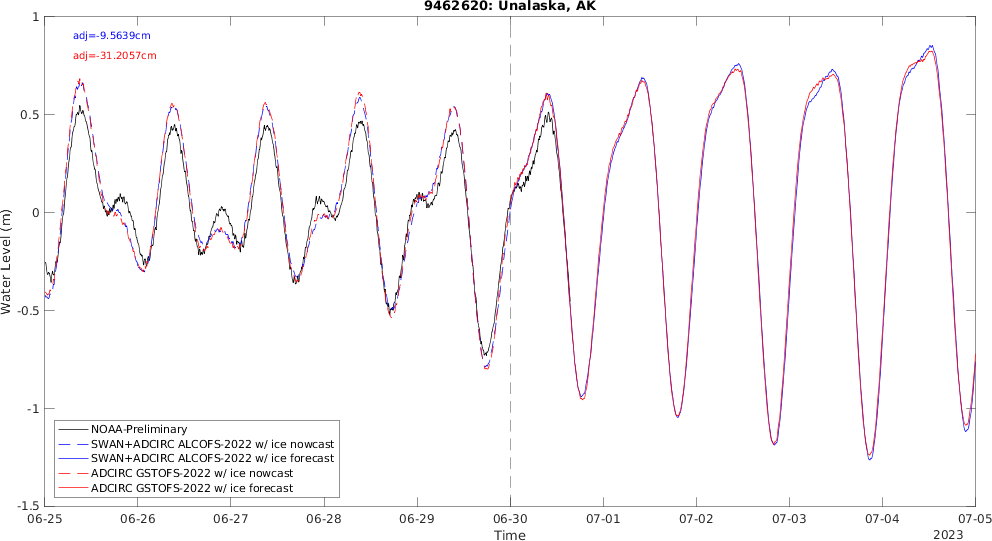 9462620: Unalaska, AK
adj=-9.5639cm
adj=-31.2057cm
1
0.5
0
-0.5
-1
-1.5
Water Level (m)
NOAA-Preliminary
SWAN+ADCIRC ALCOFS-2022 w/ ice nowcast
SWAN+ADCIRC ALCOFS-2022 w/ ice forecast
ADCIRC GSTOFS-2022 w/ ice nowcast
ADCIRC GSTOFS-2022 w/ ice forecast
06-25 06-26 06-27 06-28 06-29 06-30 07-01 07-02 07-03 07-04 07-05
Time
2023